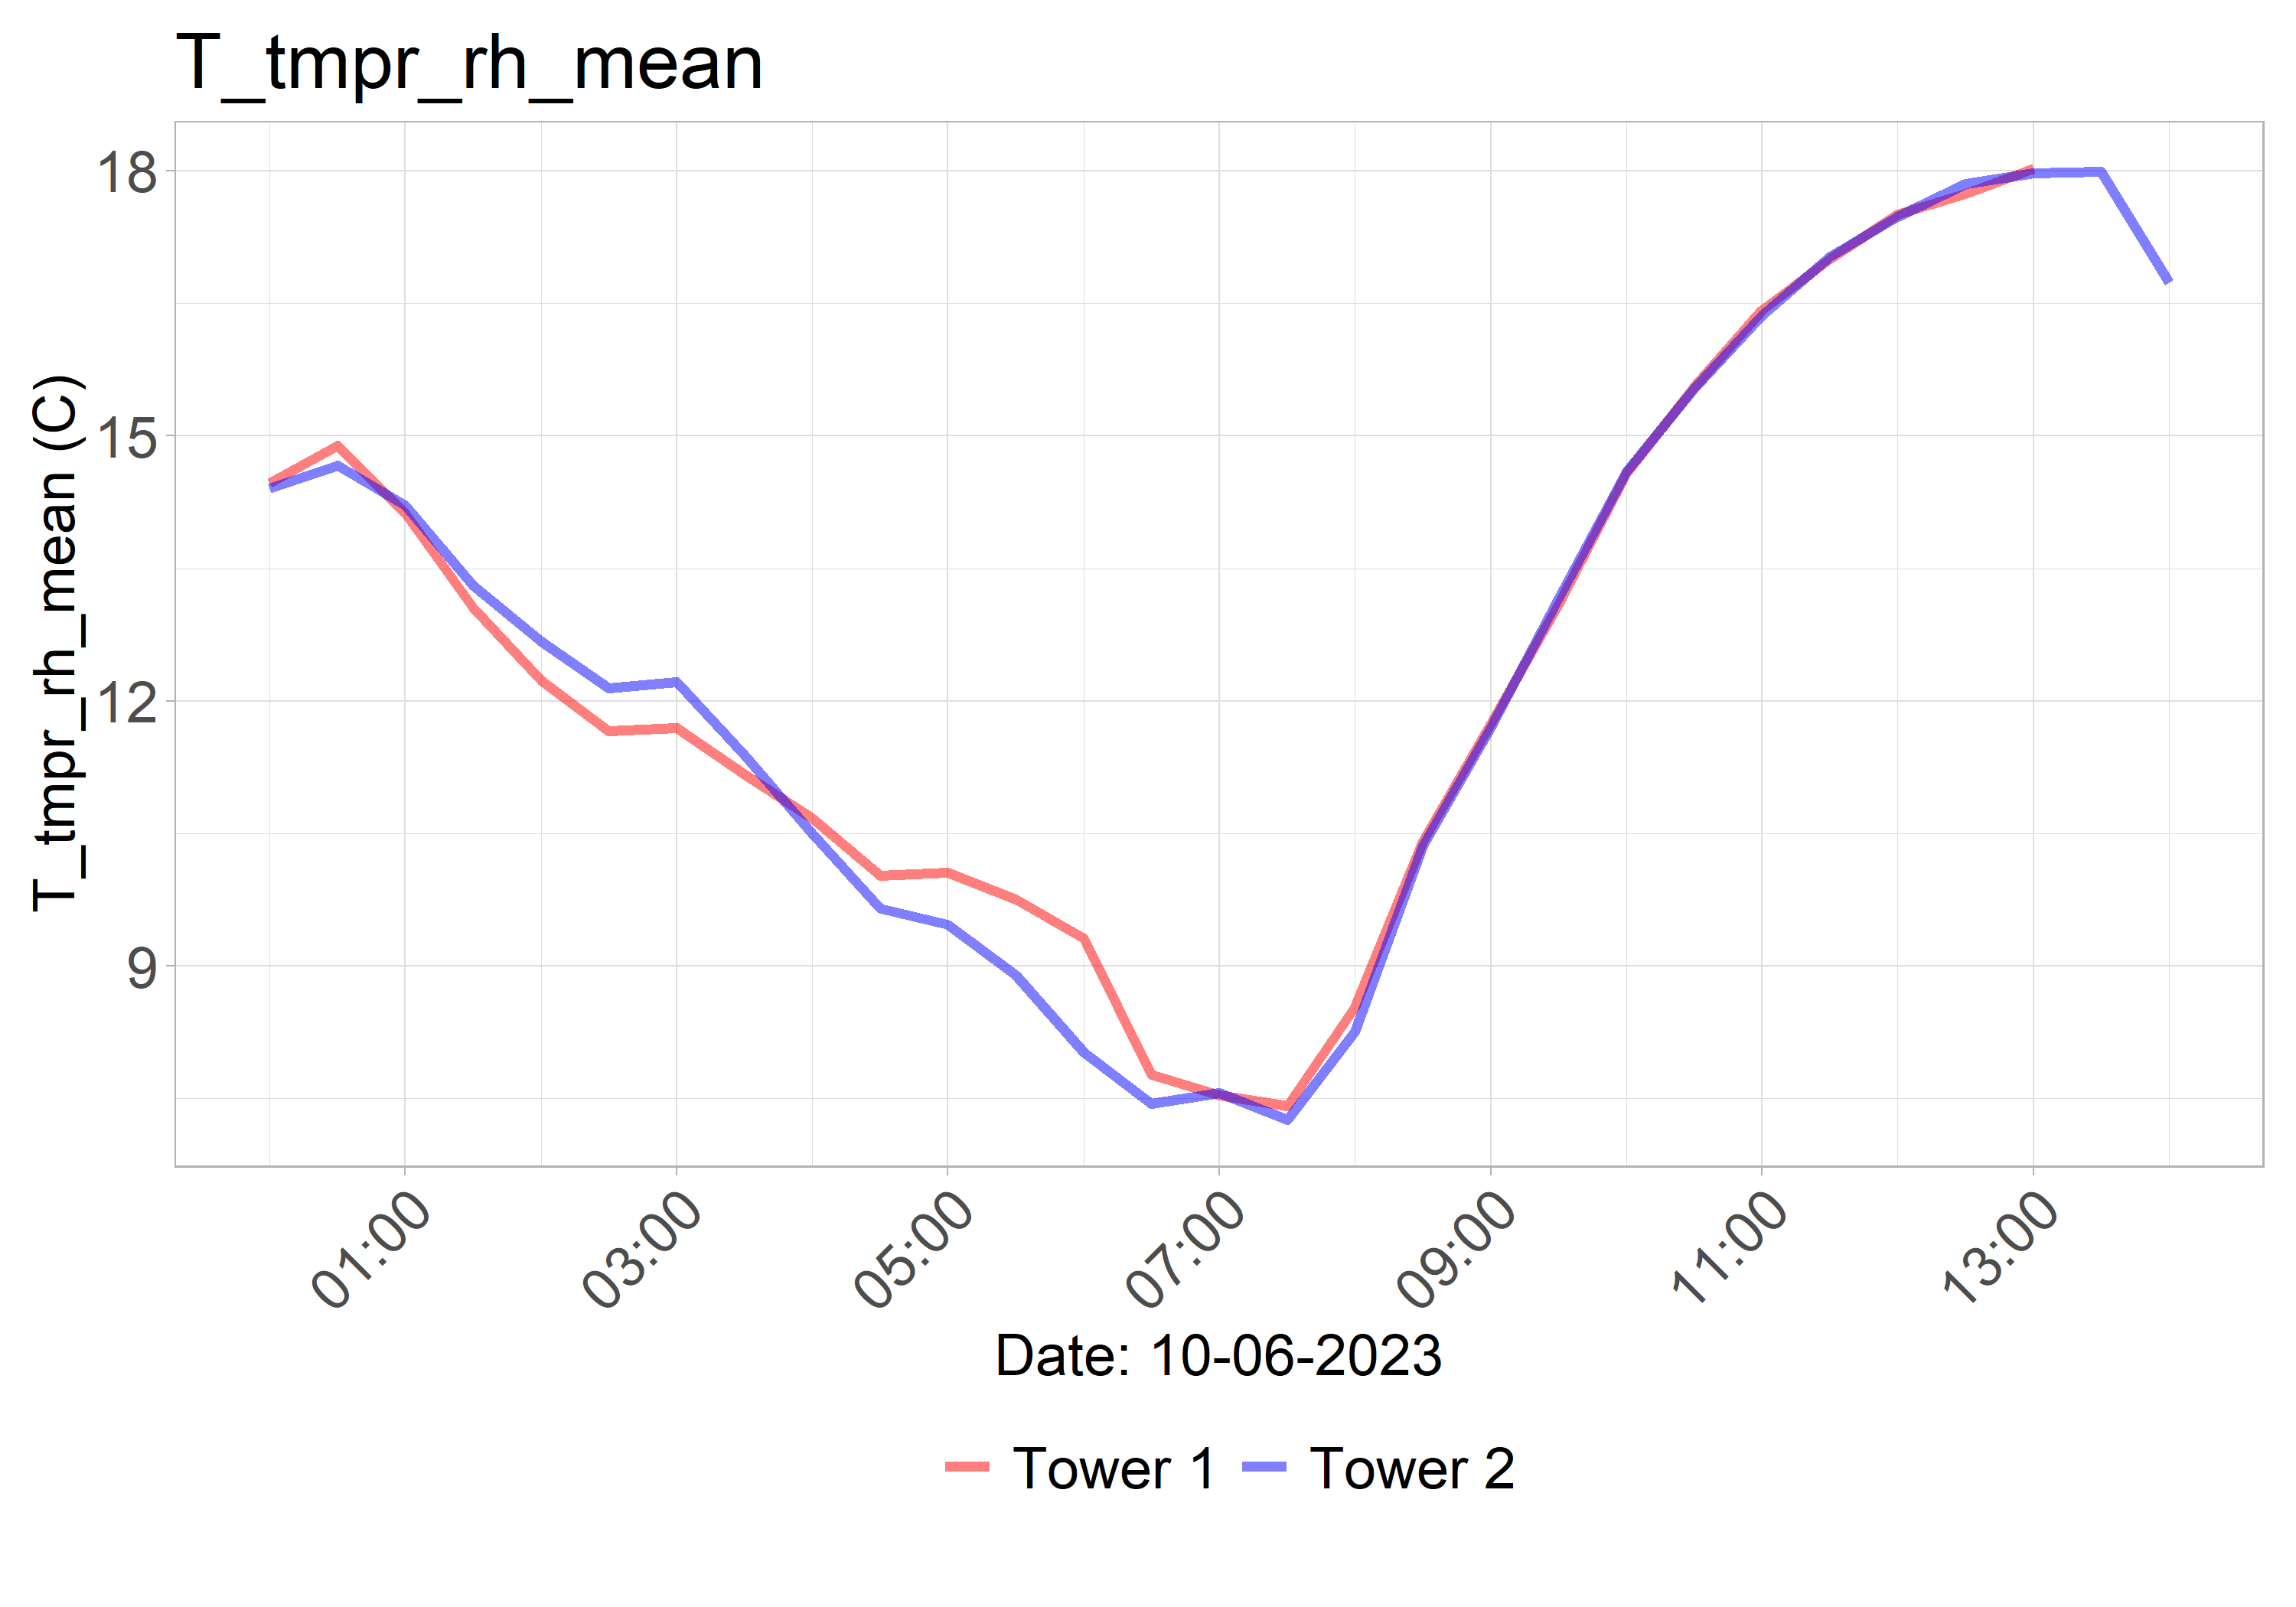 T_tmpr_rh_mean
T_tmpr_rh_mean (C)
18
15
12
9
01:00 03:00 05:00 07:00 09:00 11:00 13:00
Date: 10-06-2023
Tower 1 Tower 2